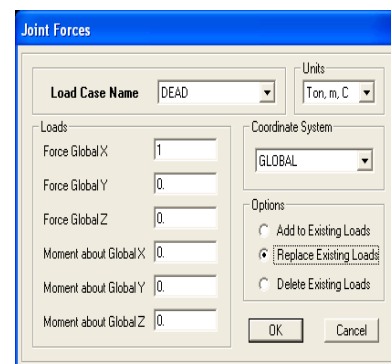 Joint Forces
Units
Load Case Name DEAD Ton, m, C
Loads
Coordinate System
Force Global X 1
GLOBAL
Force Global Y 0.
Force Global Z 0.
Options
Add to Existing Loads
Moment about Global X 0.
Replace Existing Loads
Moment about Global Y 0.
Delete Existing Loads
Moment about Global Z 0.
OK Cancel